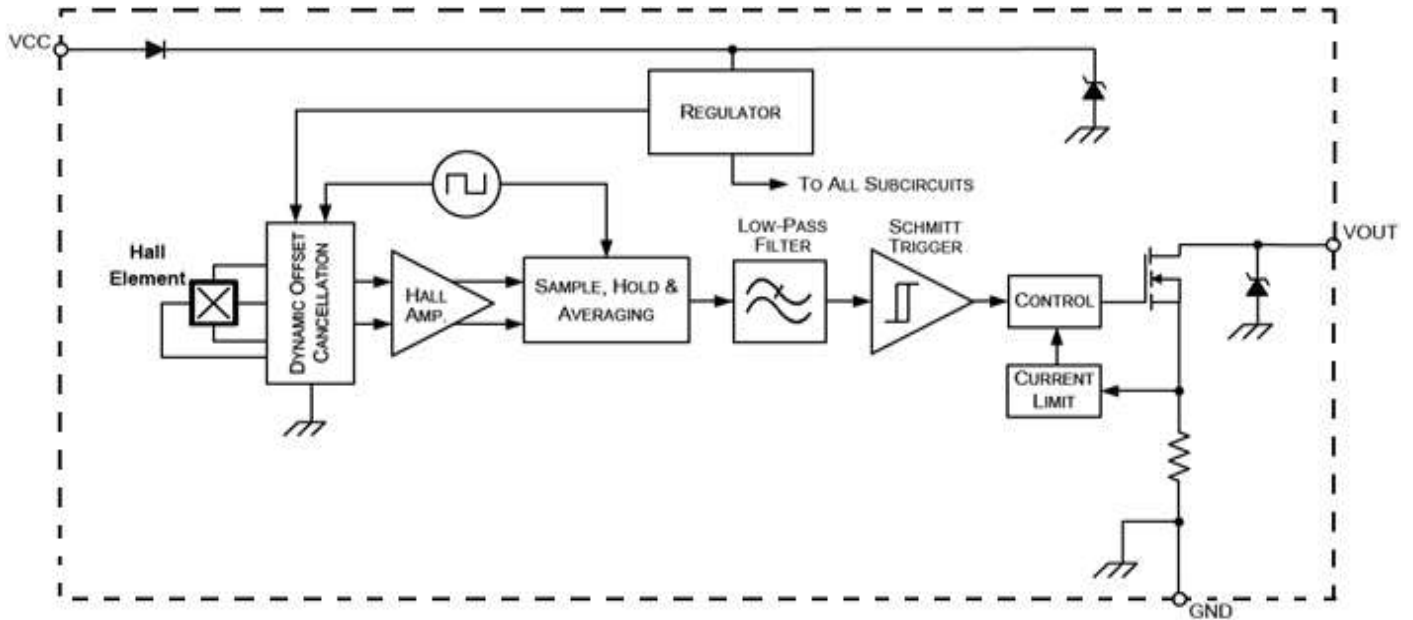 VCC
REGULATOR
TO ALL SUBCIRCUITS
LOW-PASS
FILTER
SCHMITT
TRIGGER
VOUT
Hall
Element
DYNAMIC OFFSET
CANCELLATION
HALL
AMP.
SAMPLE, HOLD &
AVERAGING
CONTROL
CURRENT
LIMIT
GND